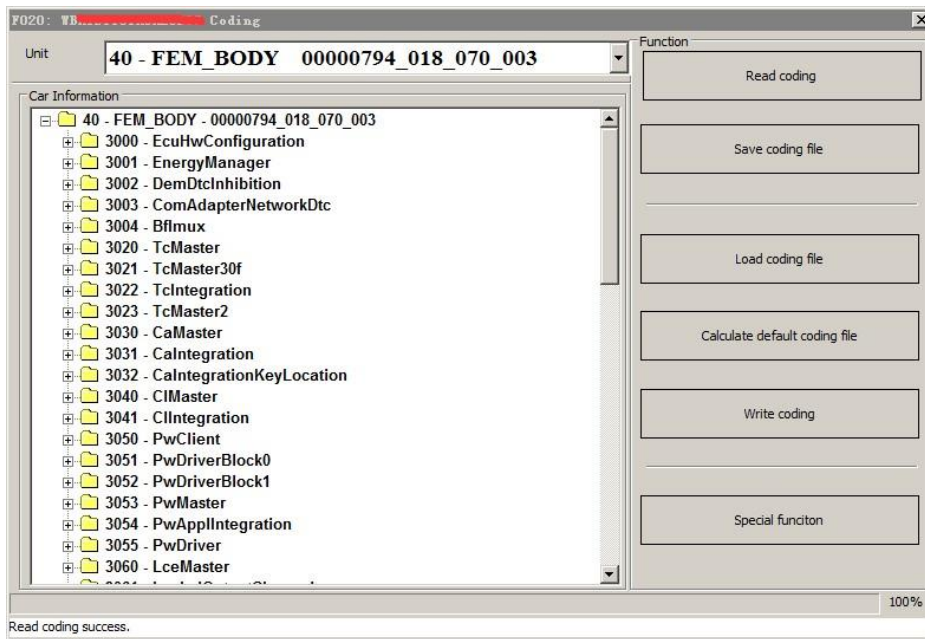 F020: WB Coding
Unit
40 - FEM_BODY 00000794_018_070_003
Car Information
40 - FEM_BODY - 00000794_018_070_003
3000 - EcuHwConfiguration
3001 - EnergyManager
3002 - DemDtcInhibition
3003 - ComAdapterNetworkDtc
3004 - Bflmux
3020 - TcMaster
3021 - TcMaster30f
3022 - TcIntegration
3023 - TcMaster2
3030 - CaMaster
3031 - CaIntegration
3032 - CaIntegrationKeyLocation
3040 - ClMaster
3041 - ClIntegration
3050 - PwClient
3051 - PwDriverBlock0
3052 - PwDriverBlock1
3053 - PwMaster
3054 - PwApplIntegration
3055 - PwDriver
3060 - LceMaster
Function
Read coding
Save coding file
Load coding file
Calculate default coding file
Write coding
Special funciton
100%
Read coding success.